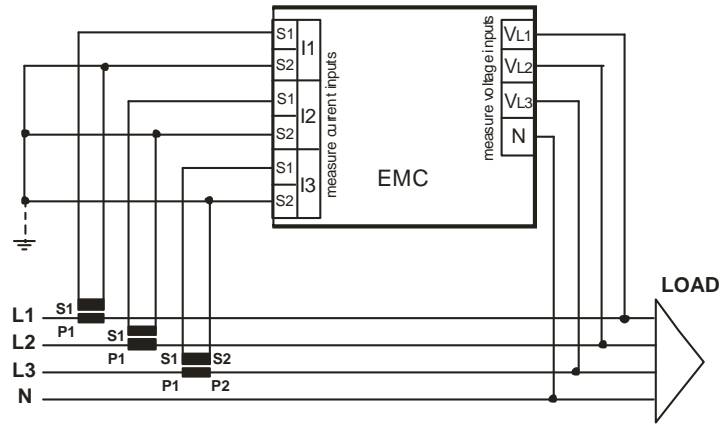 S1 I1 VL1
S2 VL2
S1 I2 VL3
S2 N
S1 I3
S2
measure current inputs
measure voltage inputs
EMC
LOAD
L1 S1
P1
L2 S1
P1
L3 S1 S2
P1 P2
N